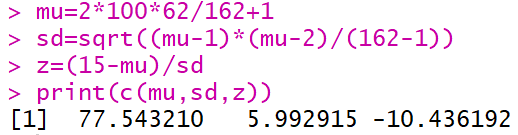 > mu=2*100*62/162+1
> sd=sqrt((mu-1)*(mu-2)/(162-1))
> z=(15-mu)/sd
> print(c(mu,sd,z))
[1]  77.543210   5.992915 -10.436192